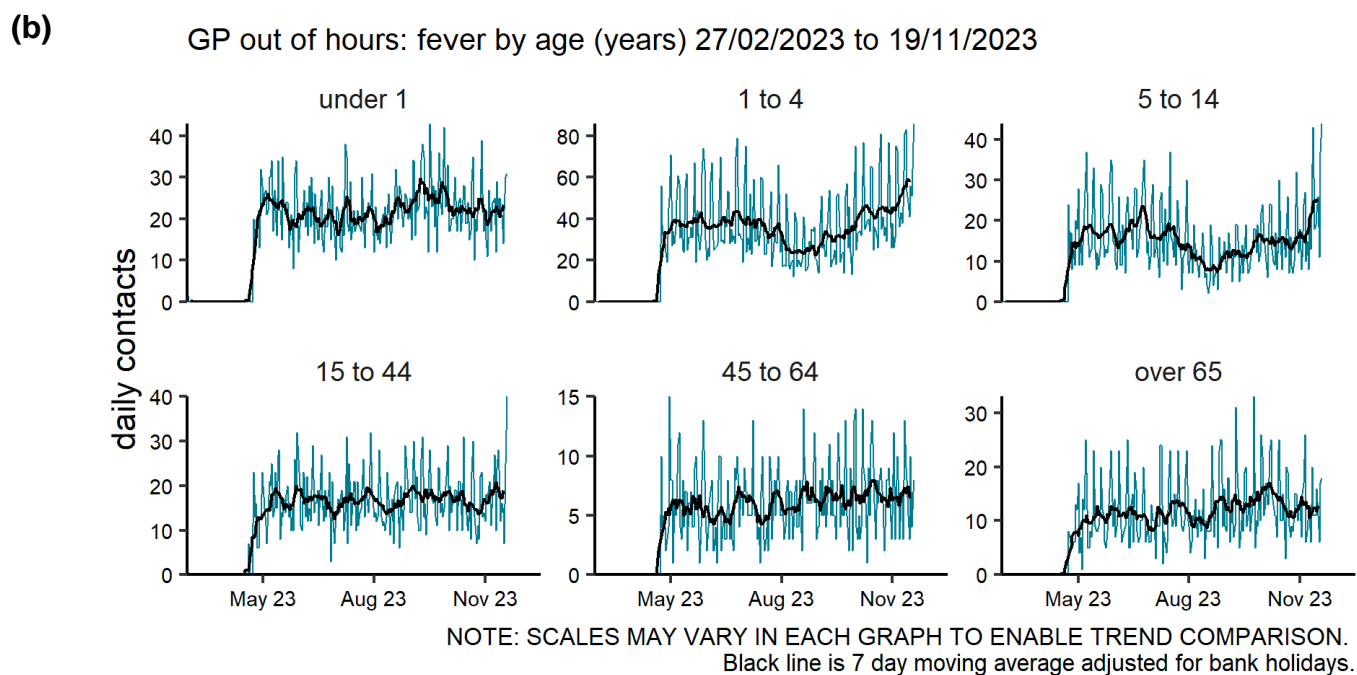 (b)
GP out of hours: fever by age (years) 27/02/2023 to 19/11/2023
daily contacts
under 1
40
30
20
10
0
1 to 4
80
60
40
20
0
5 to 14
40
30
20
10
0
15 to 44
40
30
20
10
0
May 23 Aug 23 Nov 23
45 to 64
15
10
5
0
May 23 Aug 23 Nov 23
over 65
30
20
10
0
May 23 Aug 23 Nov 23
NOTE: SCALES MAY VARY IN EACH GRAPH TO ENABLE TREND COMPARISON.
Black line is 7 day moving average adjusted for bank holidays.